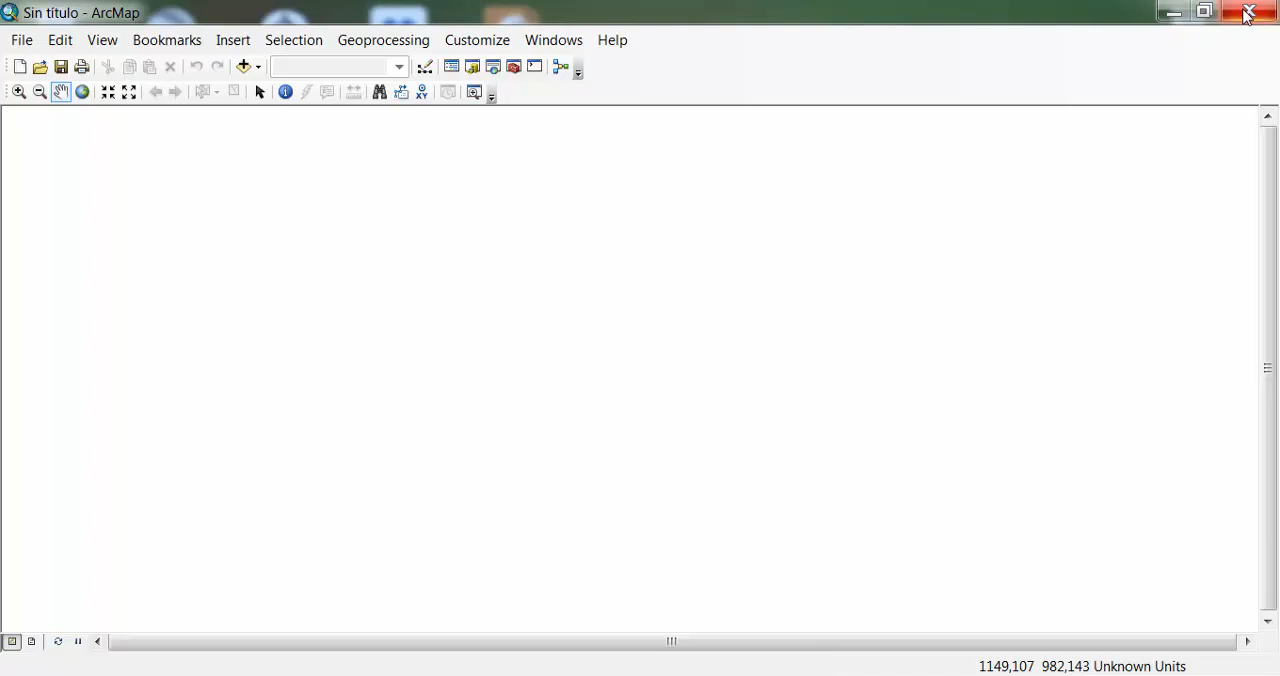 Sin título - ArcMap
File Edit View Bookmarks Insert Selection Geoprocessing Customize Windows Help
XY
1149,107 982,143 Unknown Units